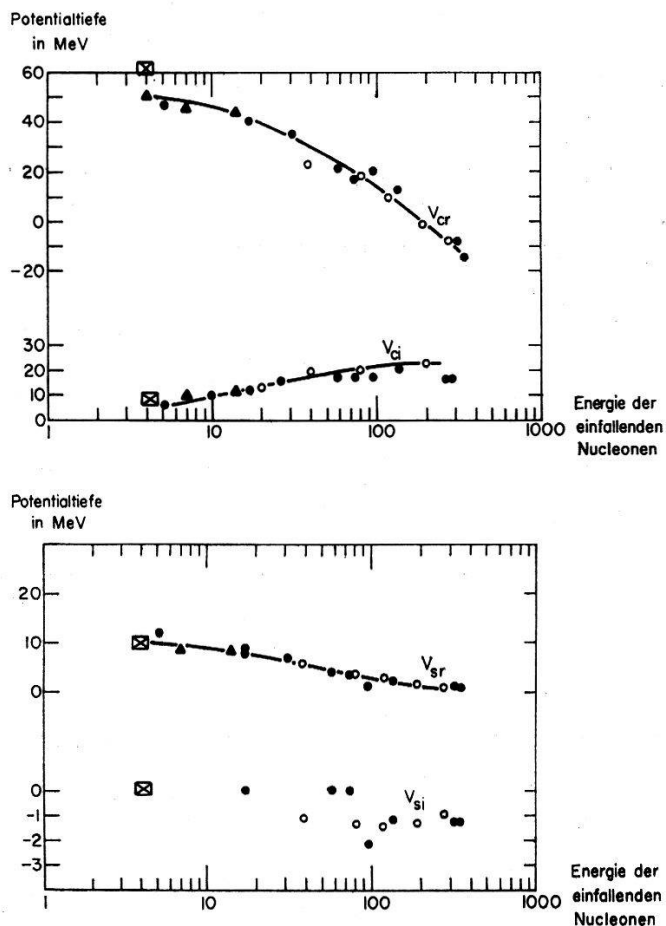 Potentialtiefe
in MeV
60
40
20
0
-20
V_cr
30
20
10
0
V_ci
1 10 100 1000
Energie der
einfallenden
Nucleonen
Potentialtiefe
in MeV
20
10
0
V_sr
0
-1
-2
-3
V_si
1 10 100 1000
Energie der
einfallenden
Nucleonen